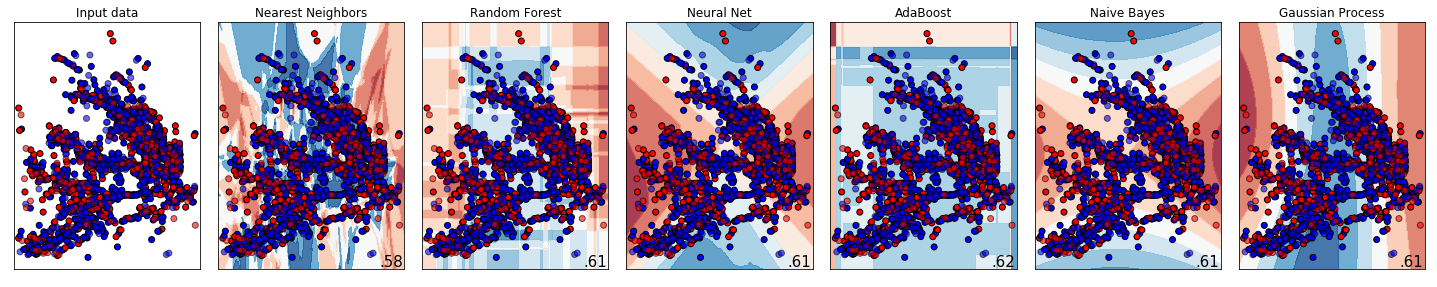 Input data
Nearest Neighbors
Random Forest
Neural Net
AdaBoost
Naive Bayes
Gaussian Process
.58
.61
.61
.62
.61
.61